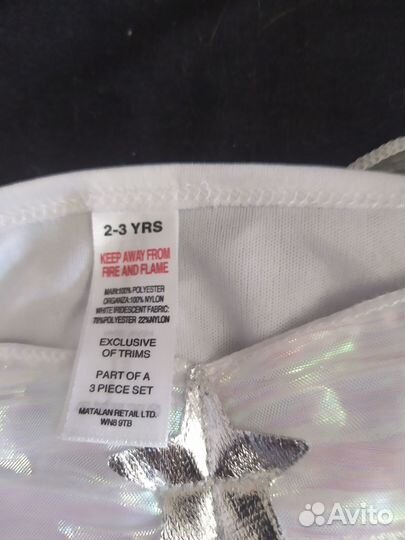 2-3 YRS
KEEP AWAY FROM
FIRE AND FLAME
MAIN:100% POLYESTER
ORGANZA:100% NYLON
WHITE IRIDESCENT FABRIC:
78%POLYESTER 22%NYLON
EXCLUSIVE
OF TRIMS
PART OF A
3 PIECE SET
MATALAN RETAIL LTD.
WN8 9TB
Avito